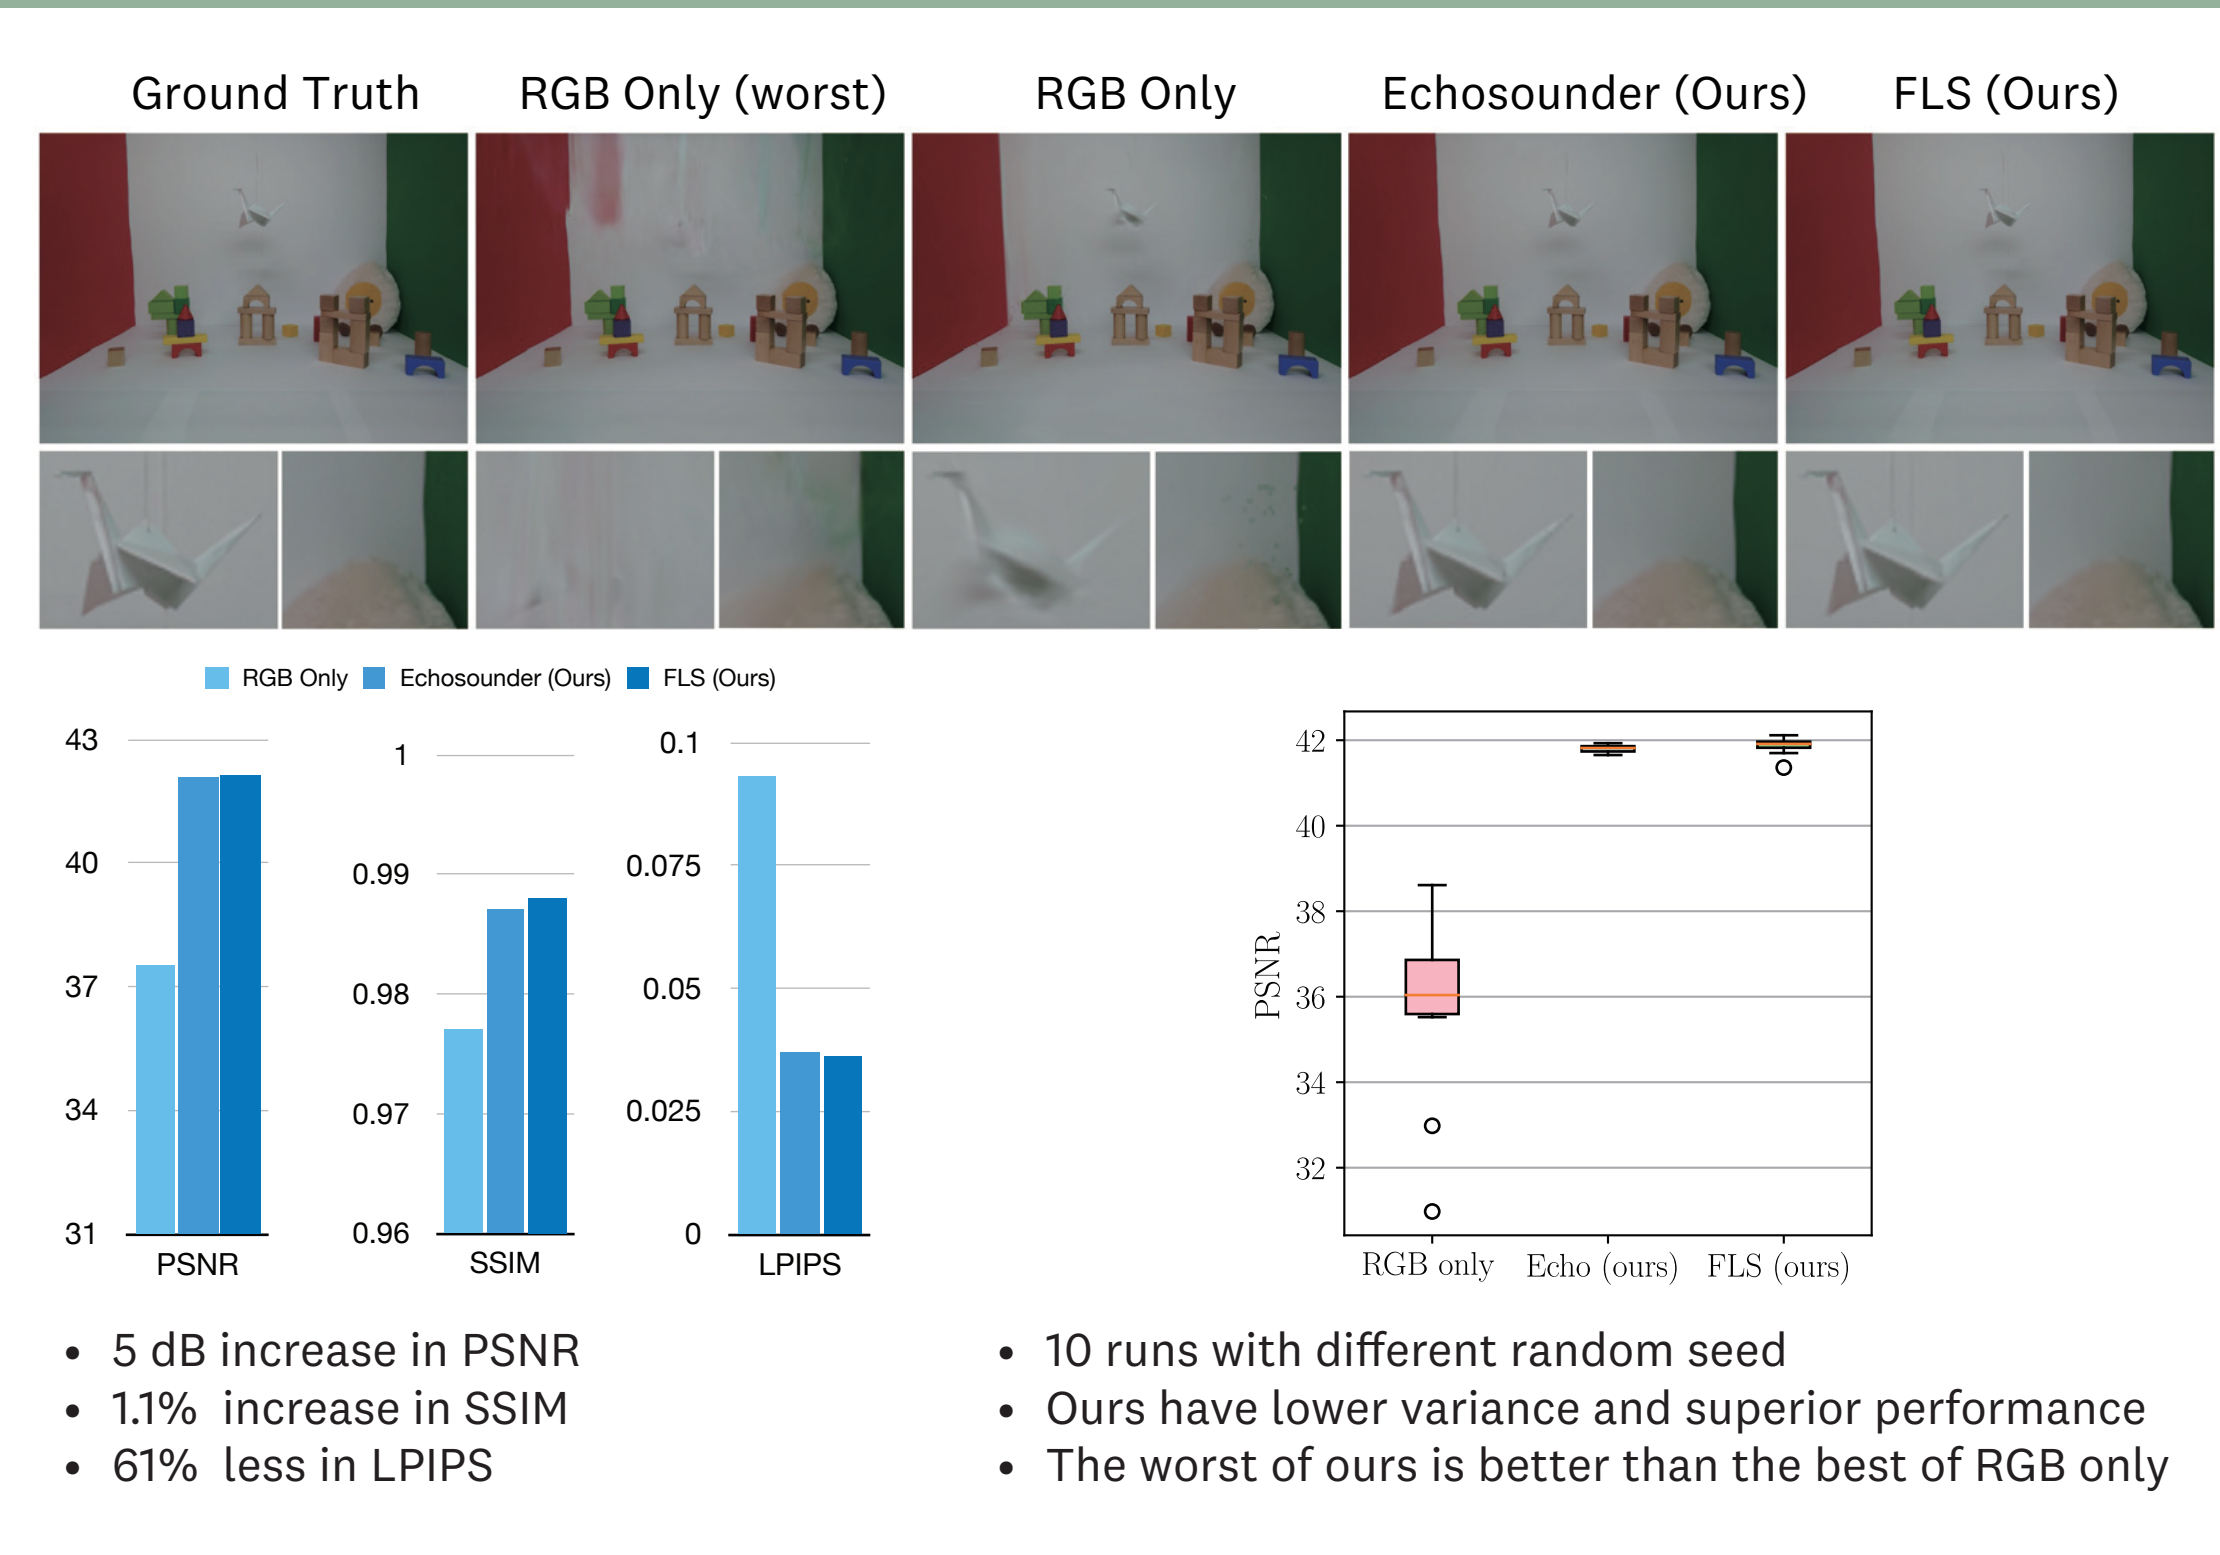 Ground Truth
RGB Only (worst)
RGB Only
Echosounder (Ours)
FLS (Ours)
RGB Only
Echosounder (Ours)
FLS (Ours)
43
40
37
34
31
PSNR
1
0.99
0.98
0.97
0.96
SSIM
0.1
0.075
0.05
0.025
0
LPIPS
PSNR
42
40
38
36
34
32
RGB only
Echo (ours)
FLS (ours)
• 5 dB increase in PSNR
• 1.1% increase in SSIM
• 61% less in LPIPS
• 10 runs with different random seed
• Ours have lower variance and superior performance
• The worst of ours is better than the best of RGB only